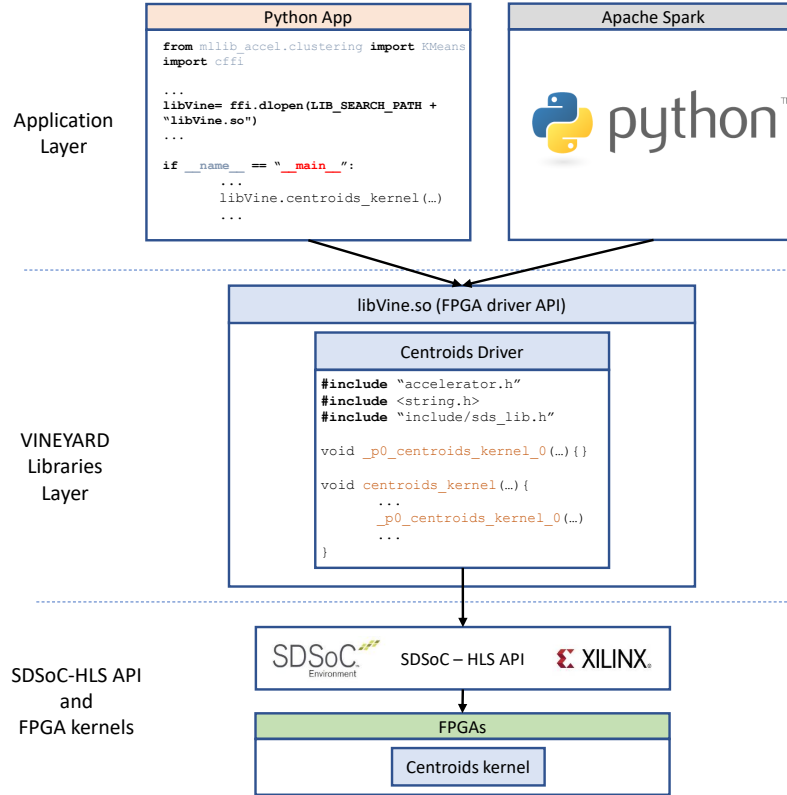 Python App
from mllib_accel.clustering import KMeans
import cffi
...
libVine= ffi.dlopen(LIB_SEARCH_PATH +
“libVine.so")
...
if __name__ == “__main__”:
...
libVine.centroids_kernel(…)
...
Apache Spark
python™
Application
Layer
libVine.so (FPGA driver API)
Centroids Driver
#include “accelerator.h”
#include <string.h>
#include “include/sds_lib.h”
void _p0_centroids_kernel_0(…){}
void centroids_kernel(…){
...
_p0_centroids_kernel_0(…)
...
}
VINEYARD
Libraries
Layer
SDSoC™
Environment
SDSoC – HLS API
XILINX®
SDSoC-HLS API
and
FPGA kernels
FPGAs
Centroids kernel